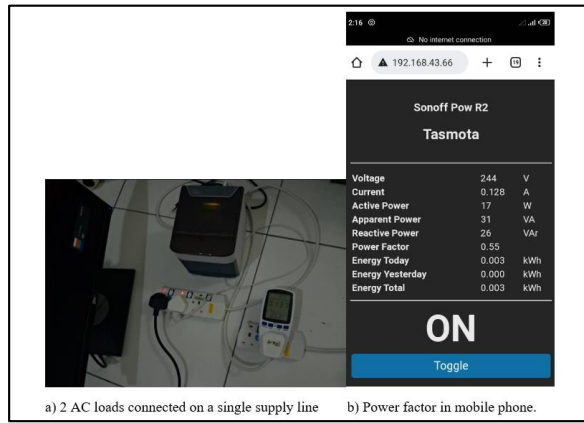 2:16
No internet connection
192.168.43.66
19
Sonoff Pow R2
Tasmota
Voltage 244 V
Current 0.128 A
Active Power 17 W
Apparent Power 31 VA
Reactive Power 26 VAr
Power Factor 0.55
Energy Today 0.003 kWh
Energy Yesterday 0.000 kWh
Energy Total 0.003 kWh
ON
Toggle
a) 2 AC loads connected on a single supply line
b) Power factor in mobile phone.